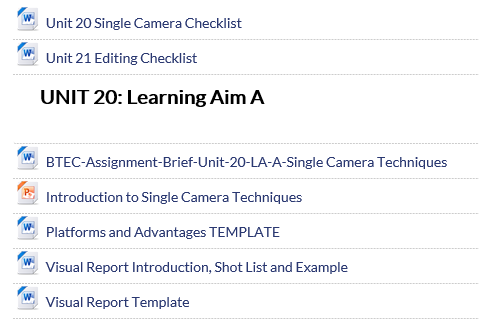 Unit 20 Single Camera Checklist
Unit 21 Editing Checklist
UNIT 20: Learning Aim A
BTEC-Assignment-Brief-Unit-20-LA-A-Single Camera Techniques
Introduction to Single Camera Techniques
Platforms and Advantages TEMPLATE
Visual Report Introduction, Shot List and Example
Visual Report Template